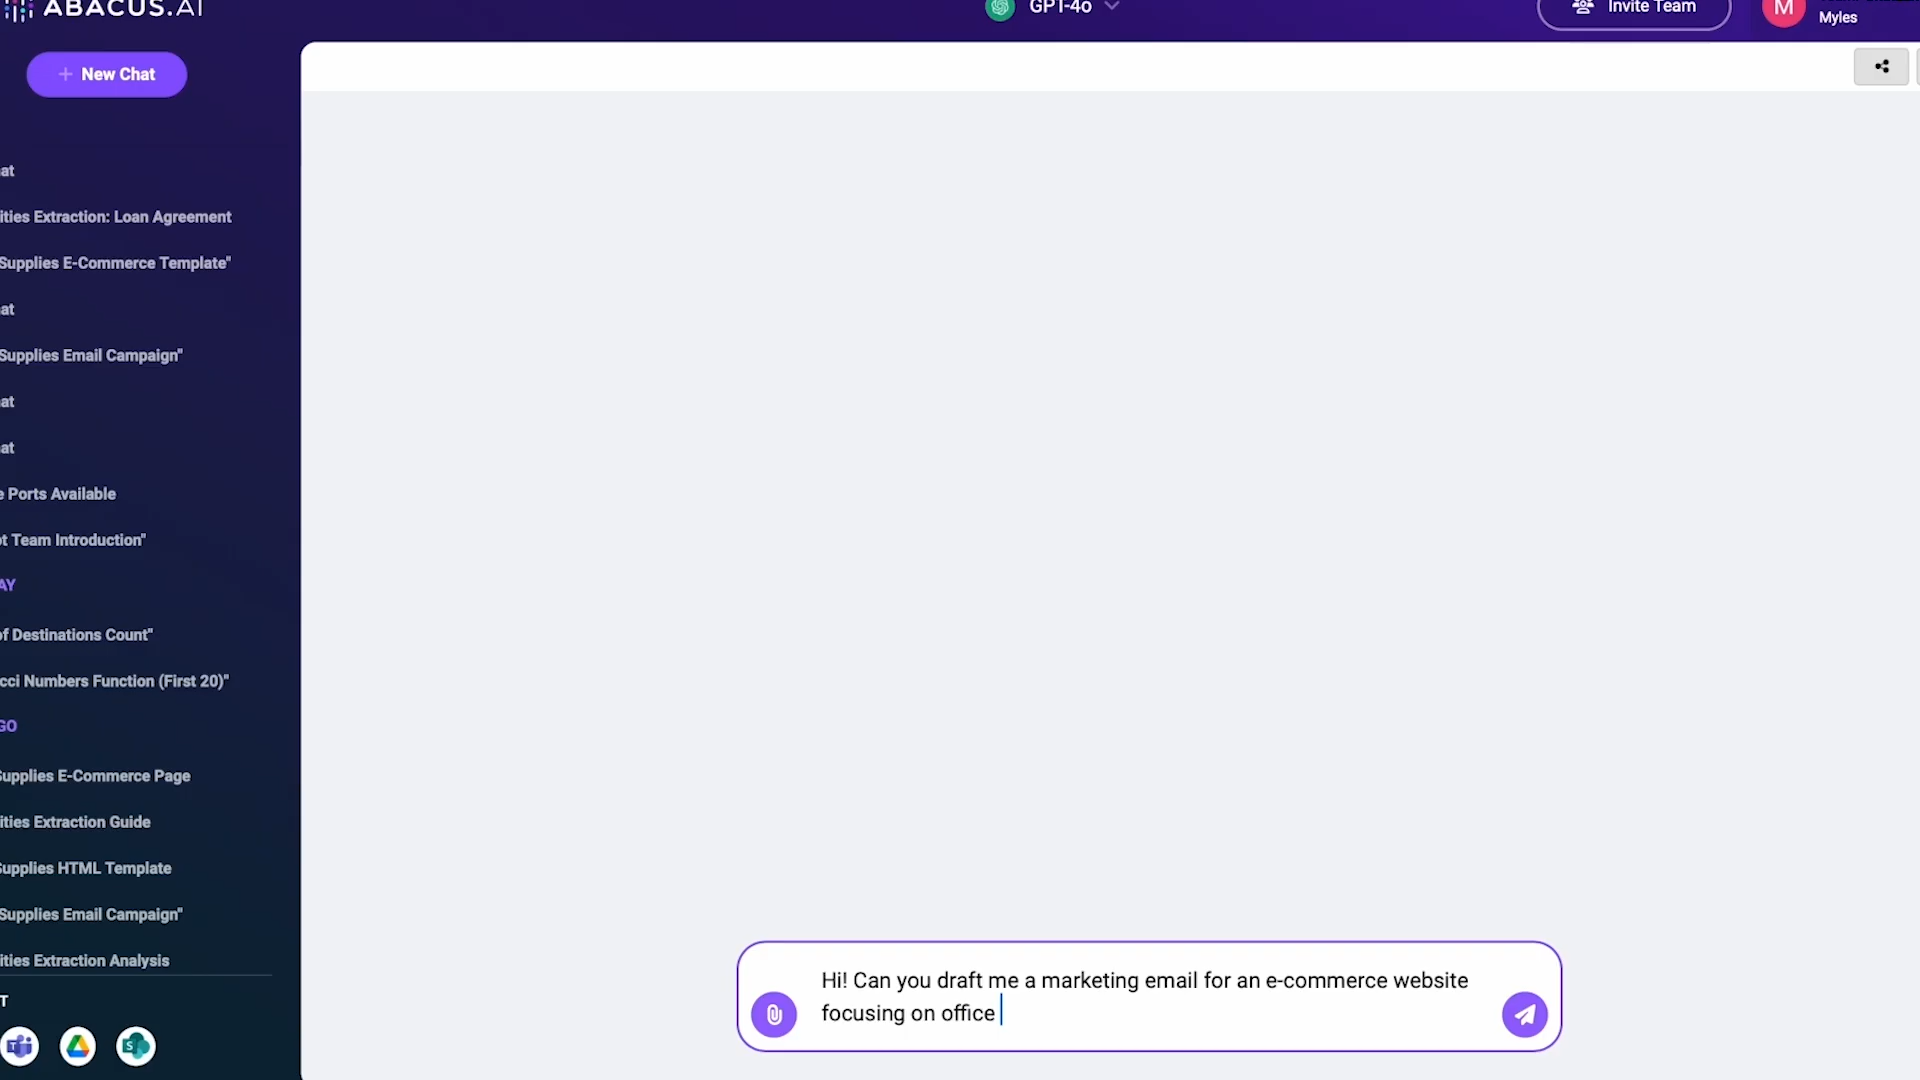 ABACUS.AI
GPT-4o
Invite Team
M
Myles
+ New Chat
at
ities Extraction: Loan Agreement
Supplies E-Commerce Template"
at
Supplies Email Campaign"
at
at
e Ports Available
ot Team Introduction"
AY
of Destinations Count"
cci Numbers Function (First 20)"
GO
Supplies E-Commerce Page
ities Extraction Guide
Supplies HTML Template
Supplies Email Campaign"
ities Extraction Analysis
T
Hi! Can you draft me a marketing email for an e-commerce website
focusing on office